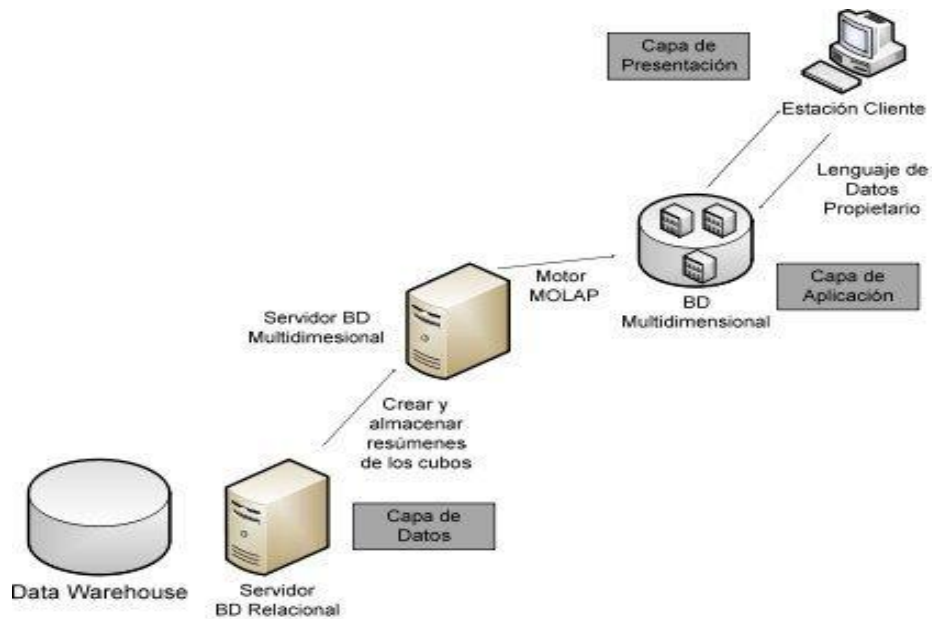 Capa de
Presentación
Estación Cliente
Lenguaje de
Datos
Propietario
Motor
MOLAP
Capa de
Aplicación
BD
Multidimensional
Servidor BD
Multidimesional
Crear y
almacenar
resúmenes
de los cubos
Capa de
Datos
Data Warehouse
Servidor
BD Relacional